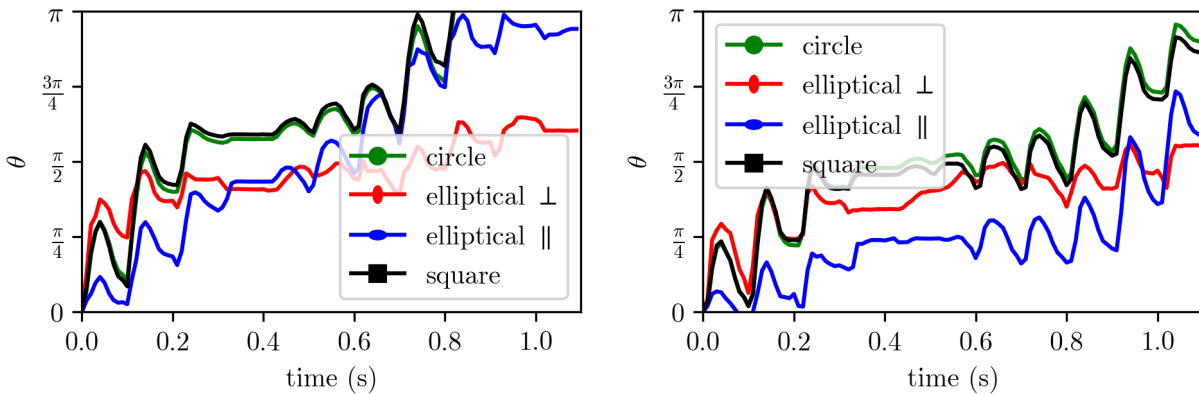 π
3π/4
π/2
π/4
0
θ
0.0 0.2 0.4 0.6 0.8 1.0
time (s)
circle
elliptical ⊥
elliptical ∥
square
π
3π/4
π/2
π/4
0
θ
0.0 0.2 0.4 0.6 0.8 1.0
time (s)
circle
elliptical ⊥
elliptical ∥
square